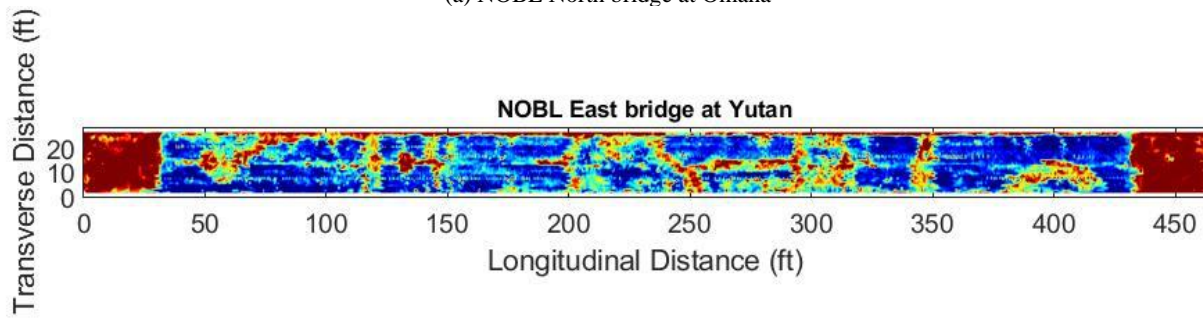 (a) NOBL North bridge at Omaha
NOBL East bridge at Yutan
Transverse Distance (ft)
20
10
0
0 50 100 150 200 250 300 350 400 450
Longitudinal Distance (ft)